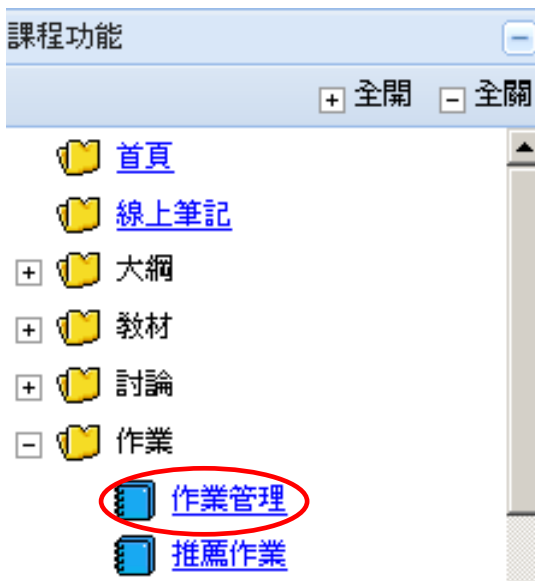 課程功能
全開 全關
首頁
線上筆記
大綱
教材
討論
作業
作業管理
推薦作業